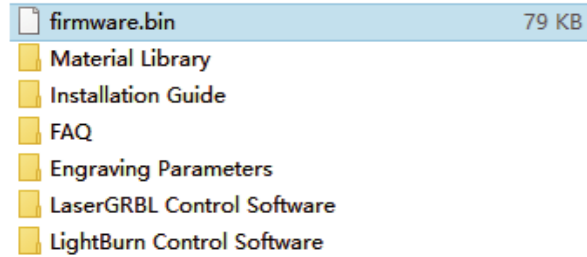 firmware.bin 79 KB
Material Library
Installation Guide
FAQ
Engraving Parameters
LaserGRBL Control Software
LightBurn Control Software